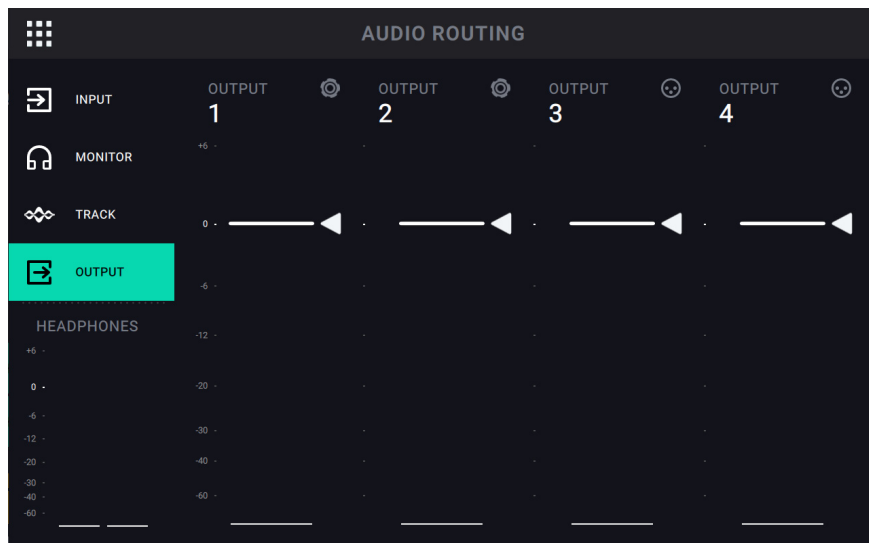 AUDIO ROUTING
INPUT
MONITOR
TRACK
OUTPUT
HEADPHONES
+6 -
0 -
-6 -
-12 -
-20 -
-30 -
-40 -
-60 -
OUTPUT
1
OUTPUT
2
OUTPUT
3
OUTPUT
4
+6 -
0 -
-6 -
-12 -
-20 -
-30 -
-40 -
-60 -